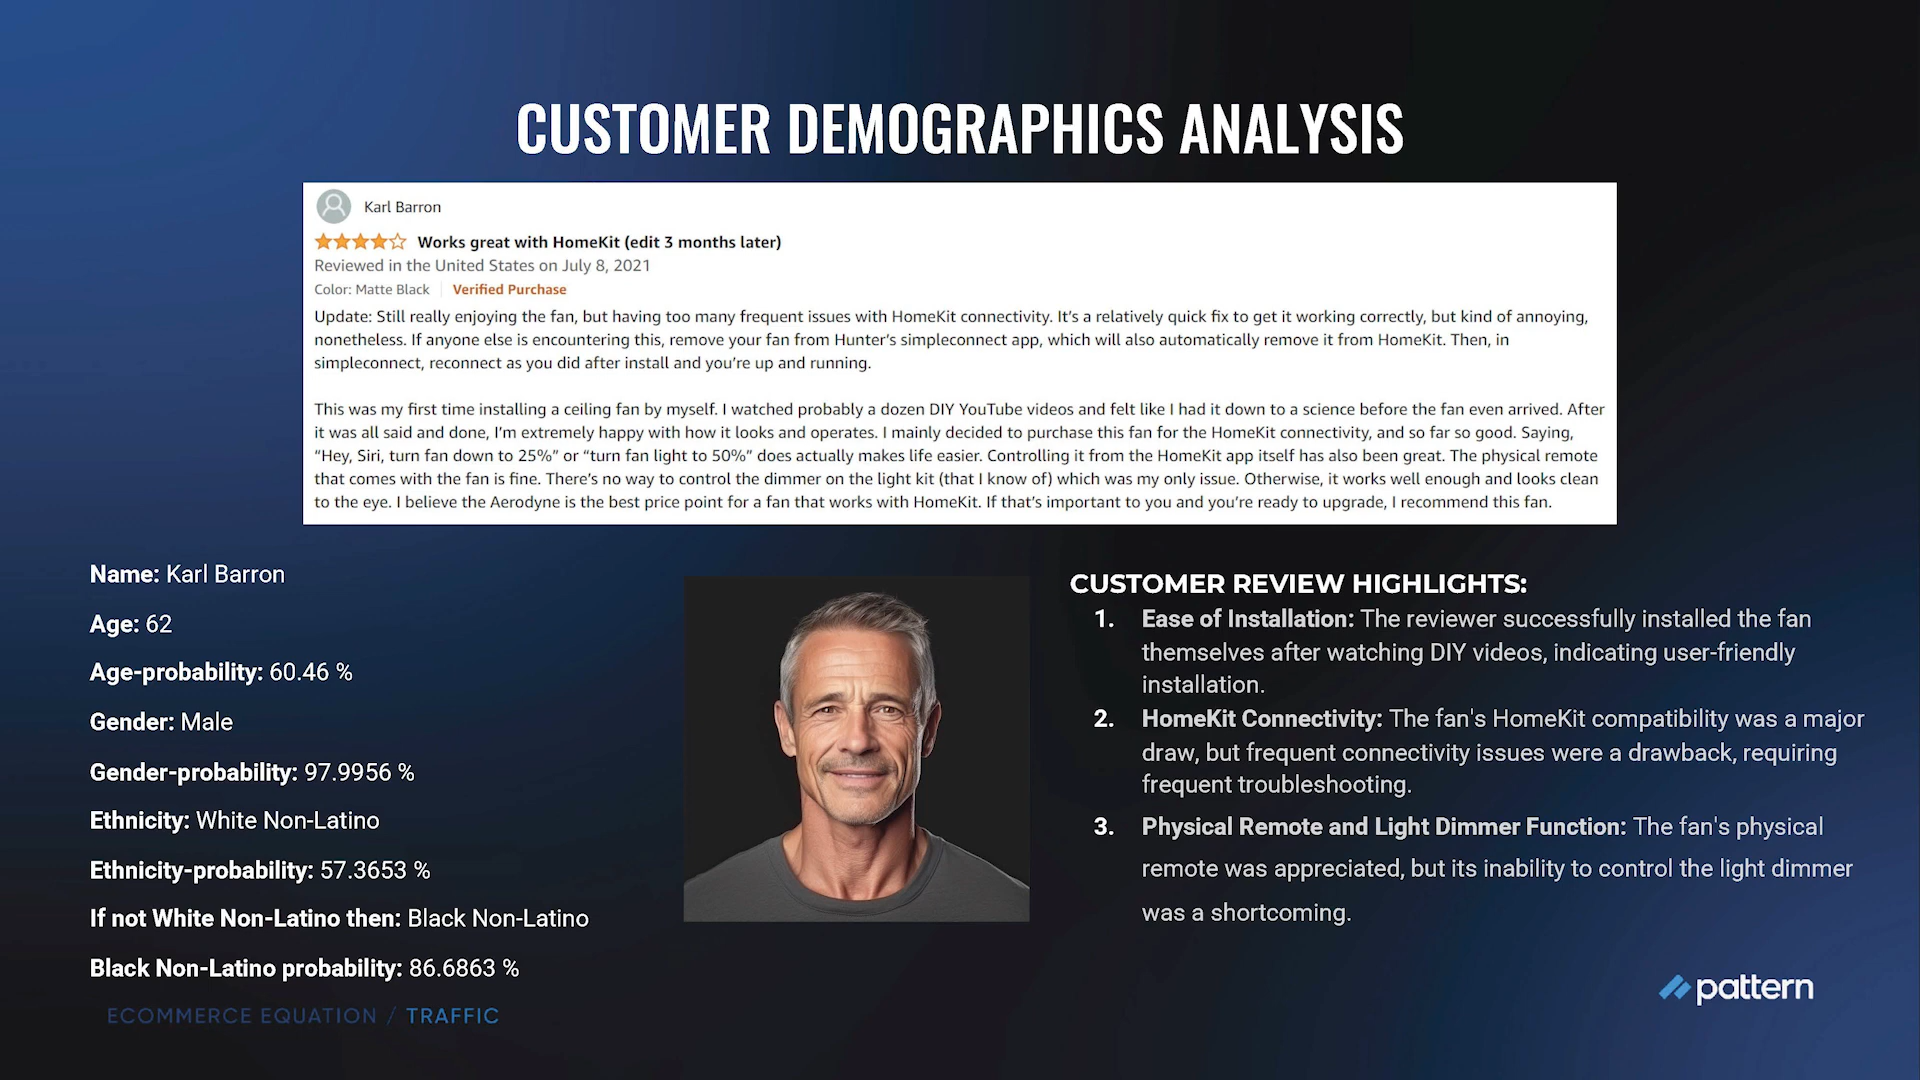 CUSTOMER DEMOGRAPHICS ANALYSIS
Karl Barron
Works great with HomeKit (edit 3 months later)
Reviewed in the United States on July 8, 2021
Color: Matte Black Verified Purchase
Update: Still really enjoying the fan, but having too many frequent issues with HomeKit connectivity. It's a relatively quick fix to get it working correctly, but kind of annoying,
nonetheless. If anyone else is encountering this, remove your fan from Hunter's simpleconnect app, which will also automatically remove it from HomeKit. Then, in
simpleconnect, reconnect as you did after install and you're up and running.
This was my first time installing a ceiling fan by myself. I watched probably a dozen DIY YouTube videos and felt like I had it down to a science before the fan even arrived. After
it was all said and done, I'm extremely happy with how it looks and operates. I mainly decided to purchase this fan for the HomeKit connectivity, and so far so good. Saying,
“Hey, Siri, turn fan down to 25%” or “turn fan light to 50%” does actually makes life easier. Controlling it from the HomeKit app itself has also been great. The physical remote
that comes with the fan is fine. There's no way to control the dimmer on the light kit (that I know of) which was my only issue. Otherwise, it works well enough and looks clean
to the eye. I believe the Aerodyne is the best price point for a fan that works with HomeKit. If that's important to you and you're ready to upgrade, I recommend this fan.
Name: Karl Barron
Age: 62
Age-probability: 60.46 %
Gender: Male
Gender-probability: 97.9956 %
Ethnicity: White Non-Latino
Ethnicity-probability: 57.3653 %
If not White Non-Latino then: Black Non-Latino
Black Non-Latino probability: 86.6863 %
CUSTOMER REVIEW HIGHLIGHTS:
1. Ease of Installation: The reviewer successfully installed the fan
themselves after watching DIY videos, indicating user-friendly
installation.
2. HomeKit Connectivity: The fan's HomeKit compatibility was a major
draw, but frequent connectivity issues were a drawback, requiring
frequent troubleshooting.
3. Physical Remote and Light Dimmer Function: The fan's physical
remote was appreciated, but its inability to control the light dimmer
was a shortcoming.
ECOMMERCE EQUATION / TRAFFIC
pattern